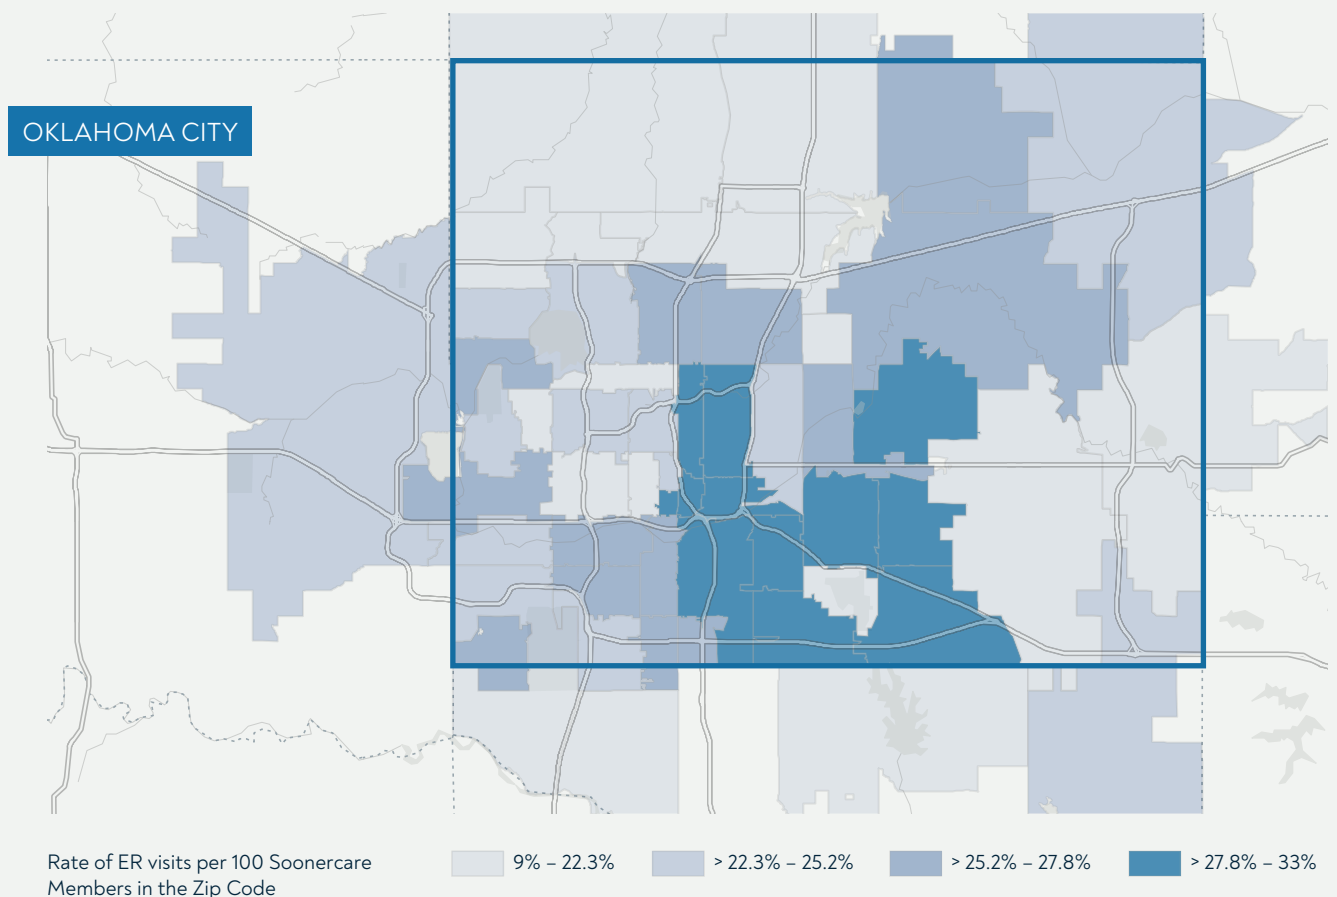 OKLAHOMA CITY
Rate of ER visits per 100 Soonercare
Members in the Zip Code
9% – 22.3%
> 22.3% – 25.2%
> 25.2% – 27.8%
> 27.8% – 33%